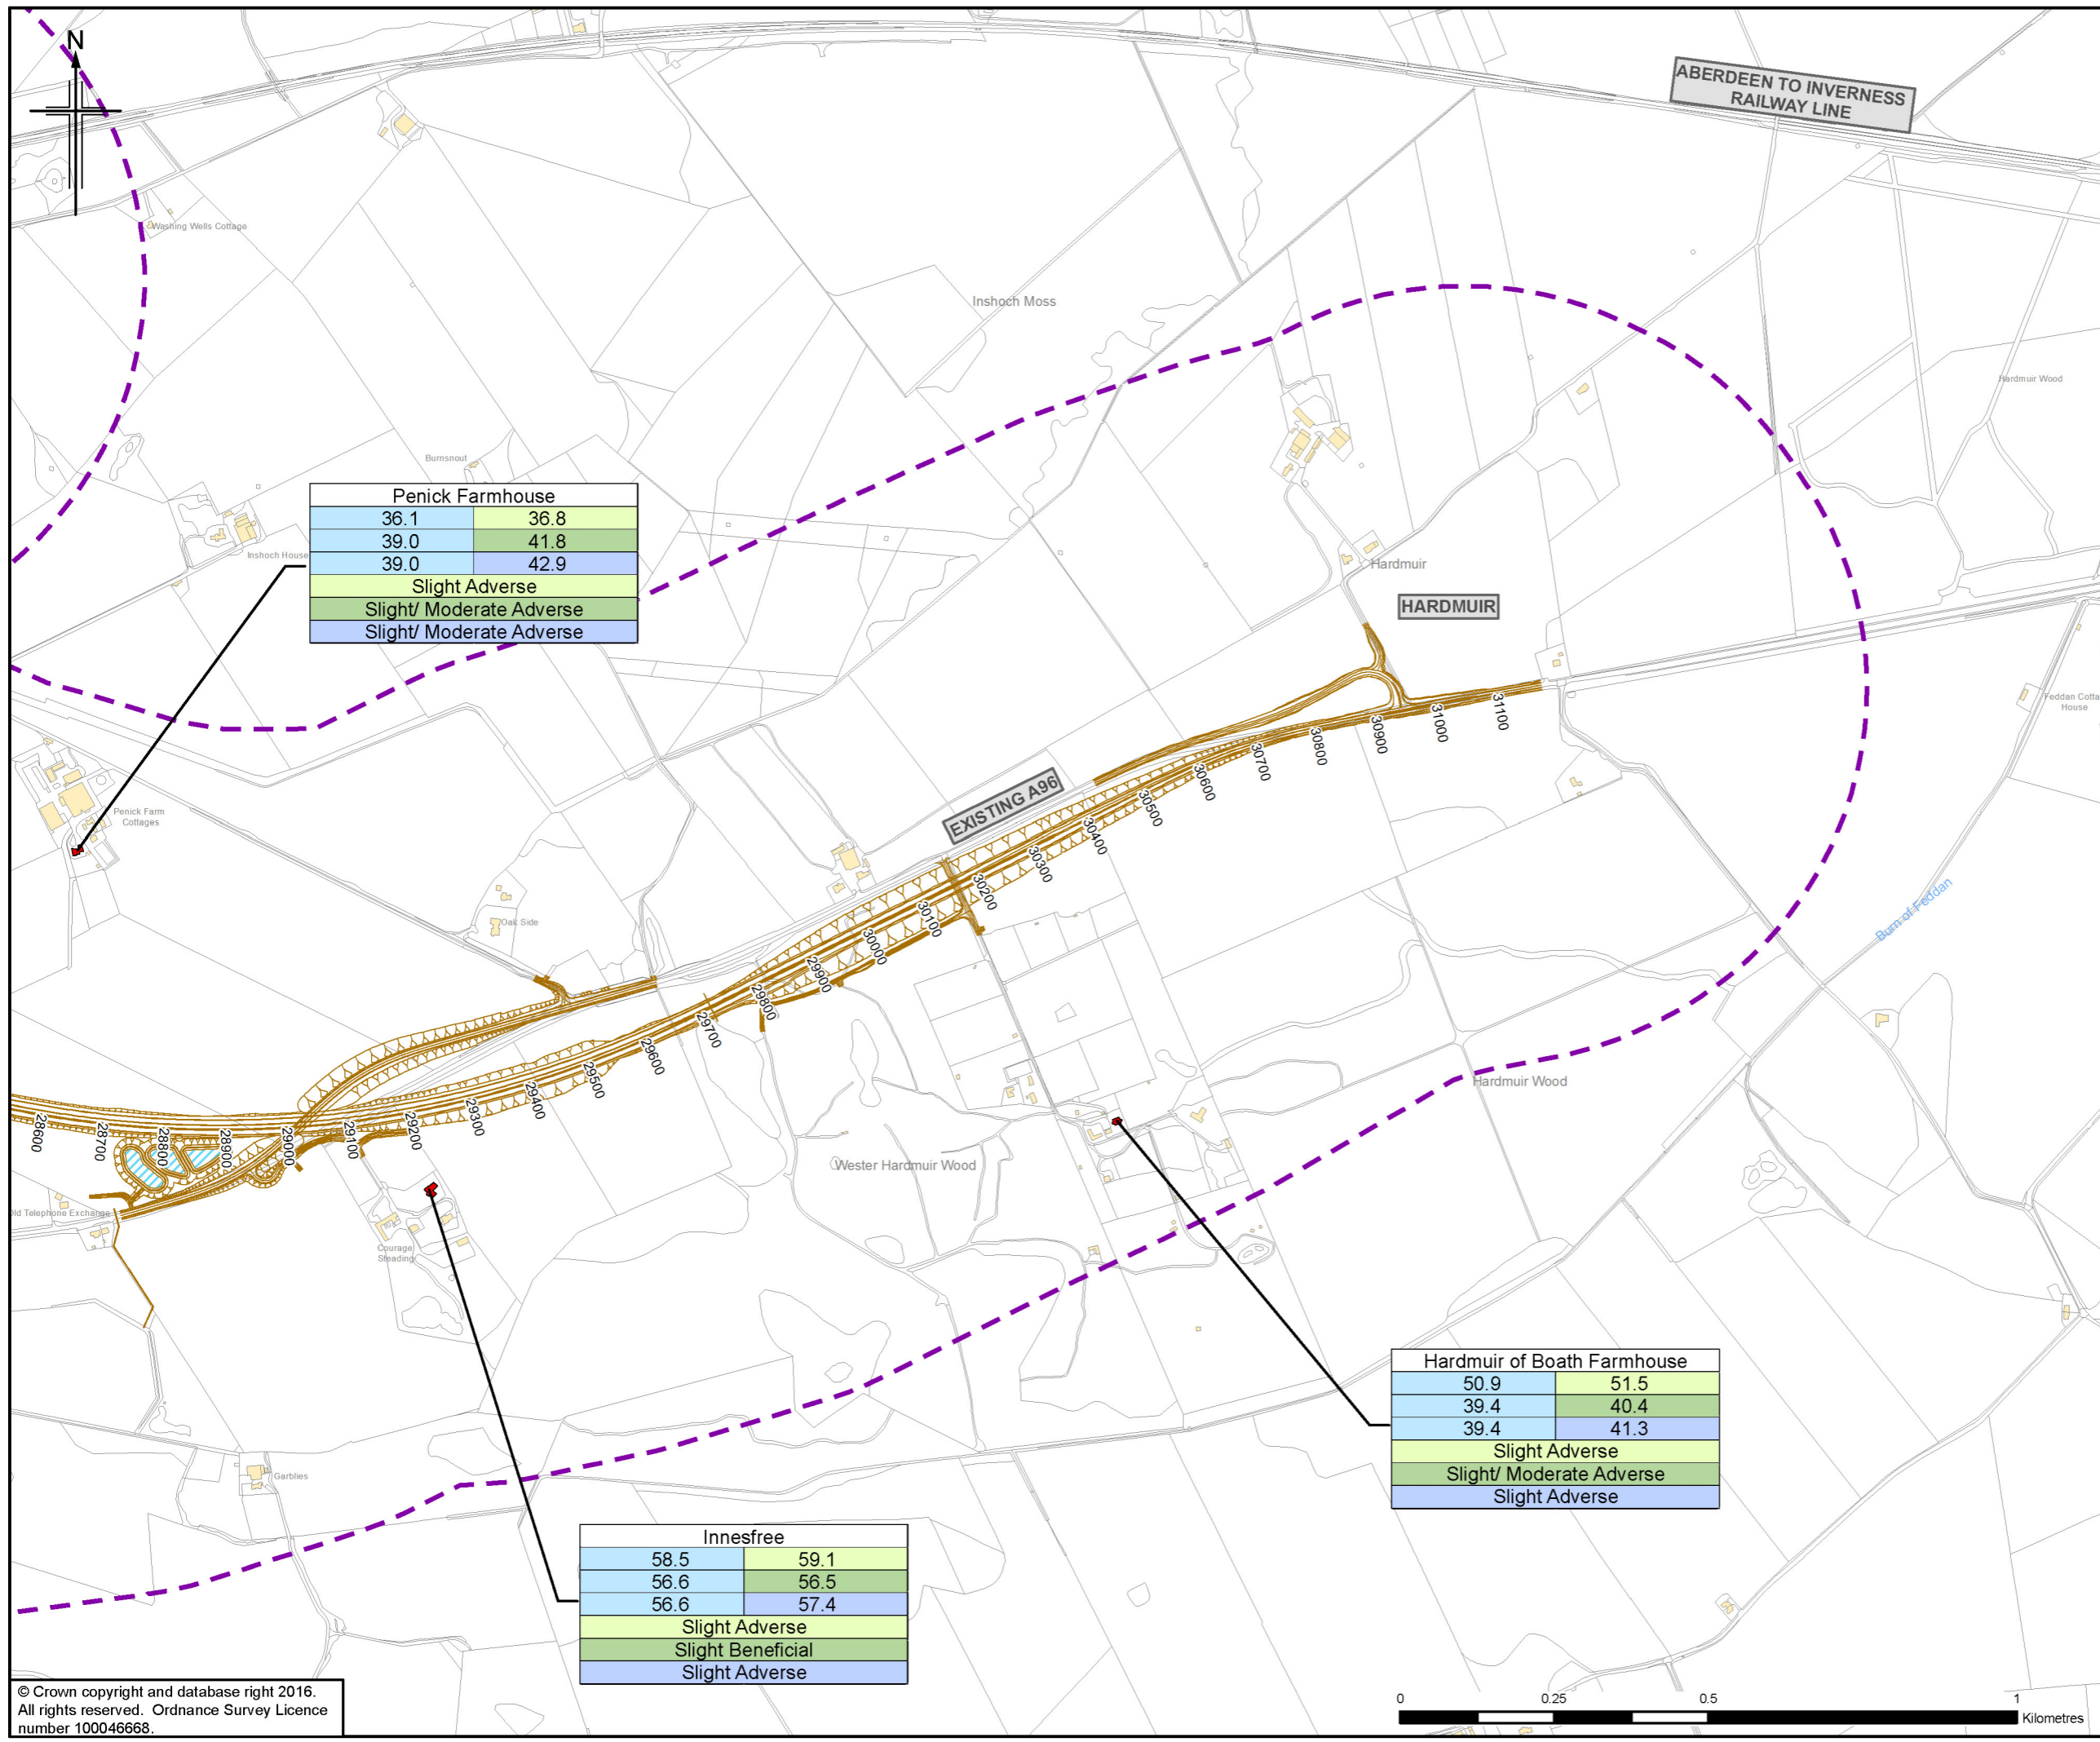 N
ABERDEEN TO INVERNESS
RAILWAY LINE
Washing Wells Cottage
Inshoch Moss
Hardmuir Wood
Burnsnout
Penick Farmhouse
36.1 36.8
39.0 41.8
39.0 42.9
Slight Adverse
Slight/ Moderate Adverse
Slight/ Moderate Adverse
Inshoch House
Hardmuir
HARDMUIR
Feddan Cotta
House
Penick Farm
Cottages
EXISTING A96
Oak Side
Burn of Feddan
28600
28700
28800
28900
29000
29100
29200
29300
29400
29500
29600
29700
29800
29900
30000
30100
30200
30300
30400
30500
30600
30700
30800
30900
31000
31100
Hardmuir Wood
Wester Hardmuir Wood
ld Telephone Exchange
Courage
Steading
Garblies
Hardmuir of Boath Farmhouse
50.9 51.5
39.4 40.4
39.4 41.3
Slight Adverse
Slight/ Moderate Adverse
Slight Adverse
Innesfree
58.5 59.1
56.6 56.5
56.6 57.4
Slight Adverse
Slight Beneficial
Slight Adverse
© Crown copyright and database right 2016.
All rights reserved. Ordnance Survey Licence
number 100046668.
0 0.25 0.5 1
Kilometres